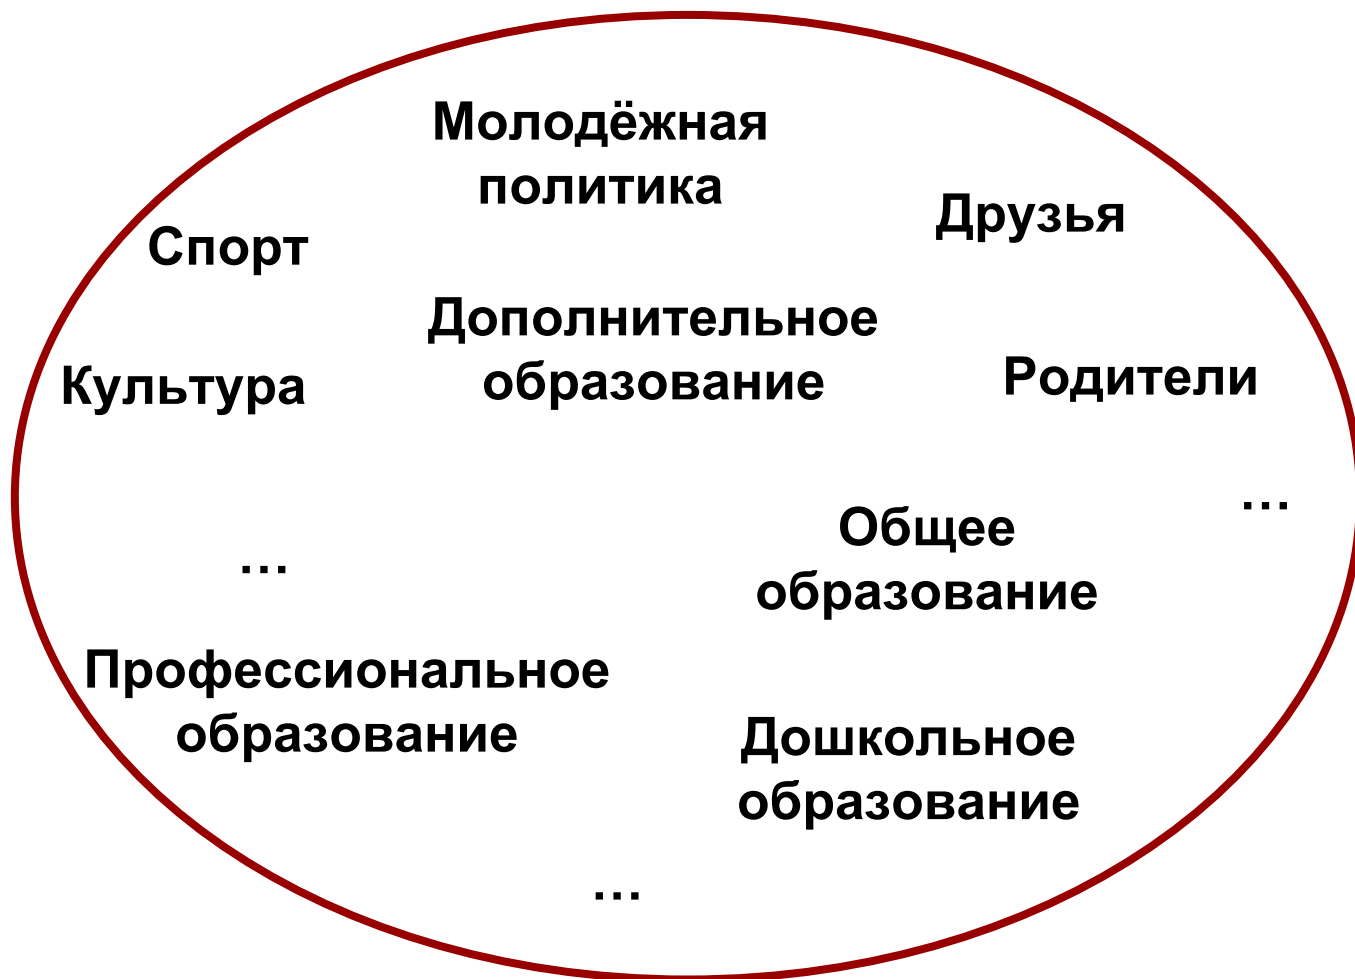 Молодёжная
политика
Друзья
Спорт
Дополнительное
образование
Родители
Культура
…
Общее
образование
…
Профессиональное
образование
Дошкольное
образование
…